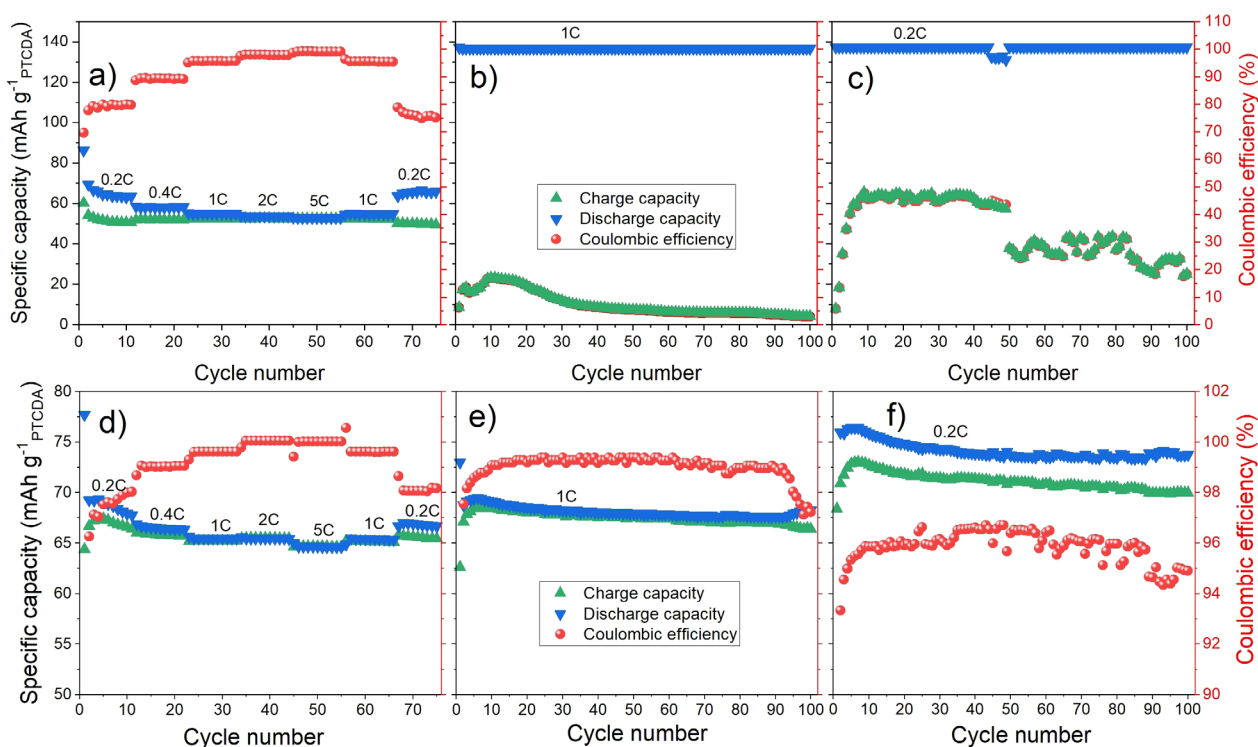 Specific capacity (mAh g⁻¹ PTCDA)
140
120
100
80
60
40
20
0
a)
0.2C
0.4C
1C
2C
5C
1C
0.2C
0 10 20 30 40 50 60 70
Cycle number
b)
1C
Charge capacity
Discharge capacity
Coulombic efficiency
0 10 20 30 40 50 60 70 80 90 100
Cycle number
c)
0.2C
0 10 20 30 40 50 60 70 80 90 100
Cycle number
110
100
90
80
70
60
50
40
30
20
10
0
Coulombic efficiency (%)
Specific capacity (mAh g⁻¹ PTCDA)
80
75
70
65
60
55
50
d)
0.2C
0.4C
1C
2C
5C
1C
0.2C
0 10 20 30 40 50 60 70
Cycle number
e)
1C
Charge capacity
Discharge capacity
Coulombic efficiency
0 10 20 30 40 50 60 70 80 90 100
Cycle number
f)
0.2C
0 10 20 30 40 50 60 70 80 90 100
Cycle number
102
100
98
96
94
92
90
Coulombic efficiency (%)